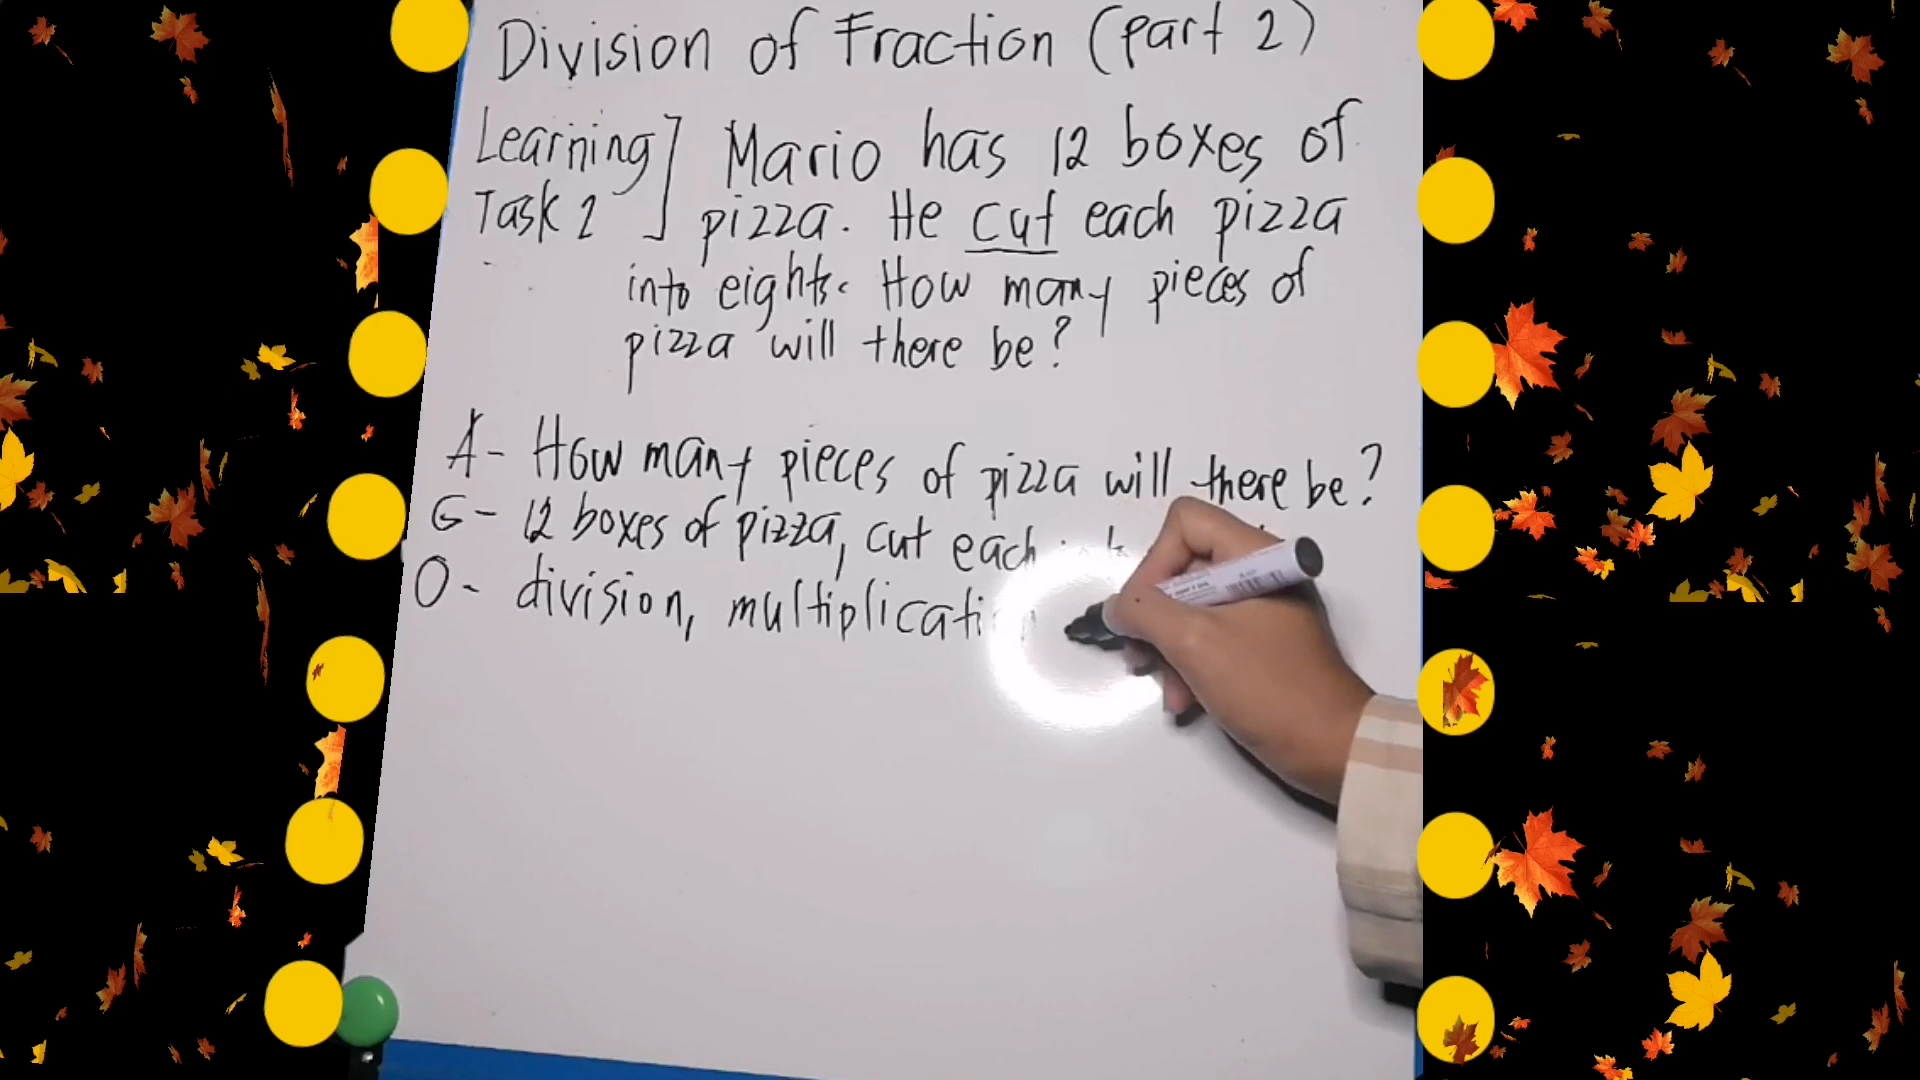 Division of Fraction (part 2)
Learning Task 2] Mario has 12 boxes of
pizza. He cut each pizza
into eights. How many pieces of
pizza will there be?
A- How many pieces of pizza will there be?
G- 12 boxes of pizza, cut each
O- division, multiplication